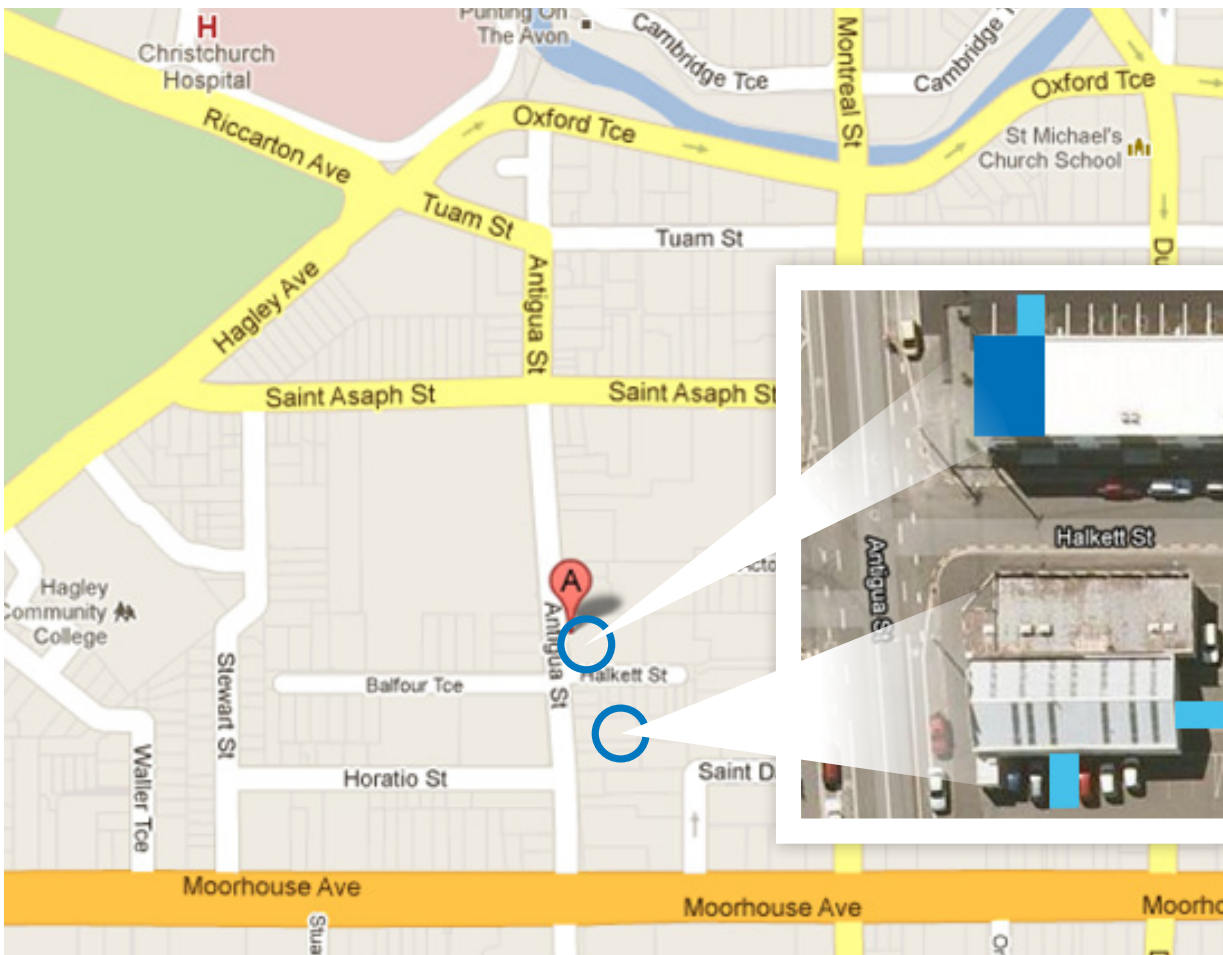 Punting On
The Avon
H
Christchurch
Hospital
Cambridge Tce
Cambridge
Montreal St
Oxford Tce
Oxford Tce
Riccarton Ave
St Michael's
Church School
Tuam St
Tuam St
Antigua St
Hagley Ave
Saint Asaph St
Saint Asaph St
A
Antigua St
Halkett St
Antigua St
Hagley
Community
College
Halkett St
Balfour Tce
Stewart St
Horatio St
Waller Tce
Moorhouse Ave
Moorhouse Ave